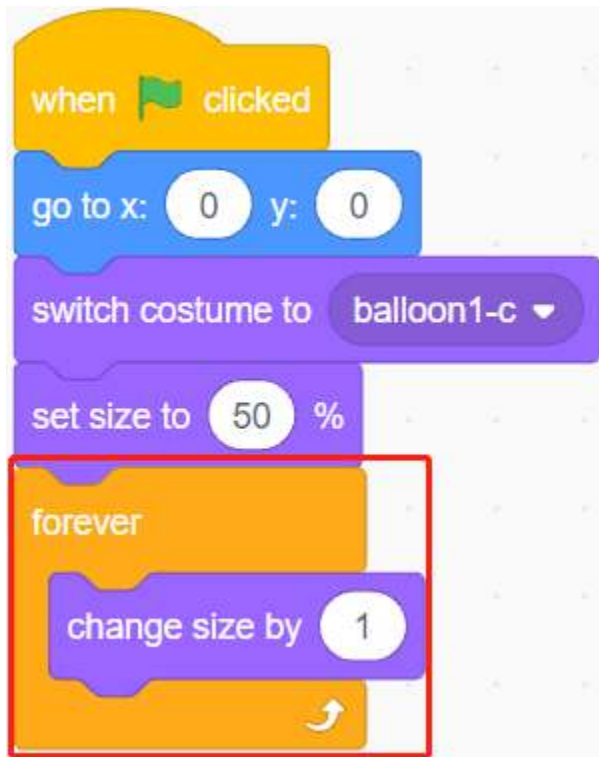 when clicked
go to x: 0 y: 0
switch costume to balloon1-c
set size to 50 %
forever
change size by 1